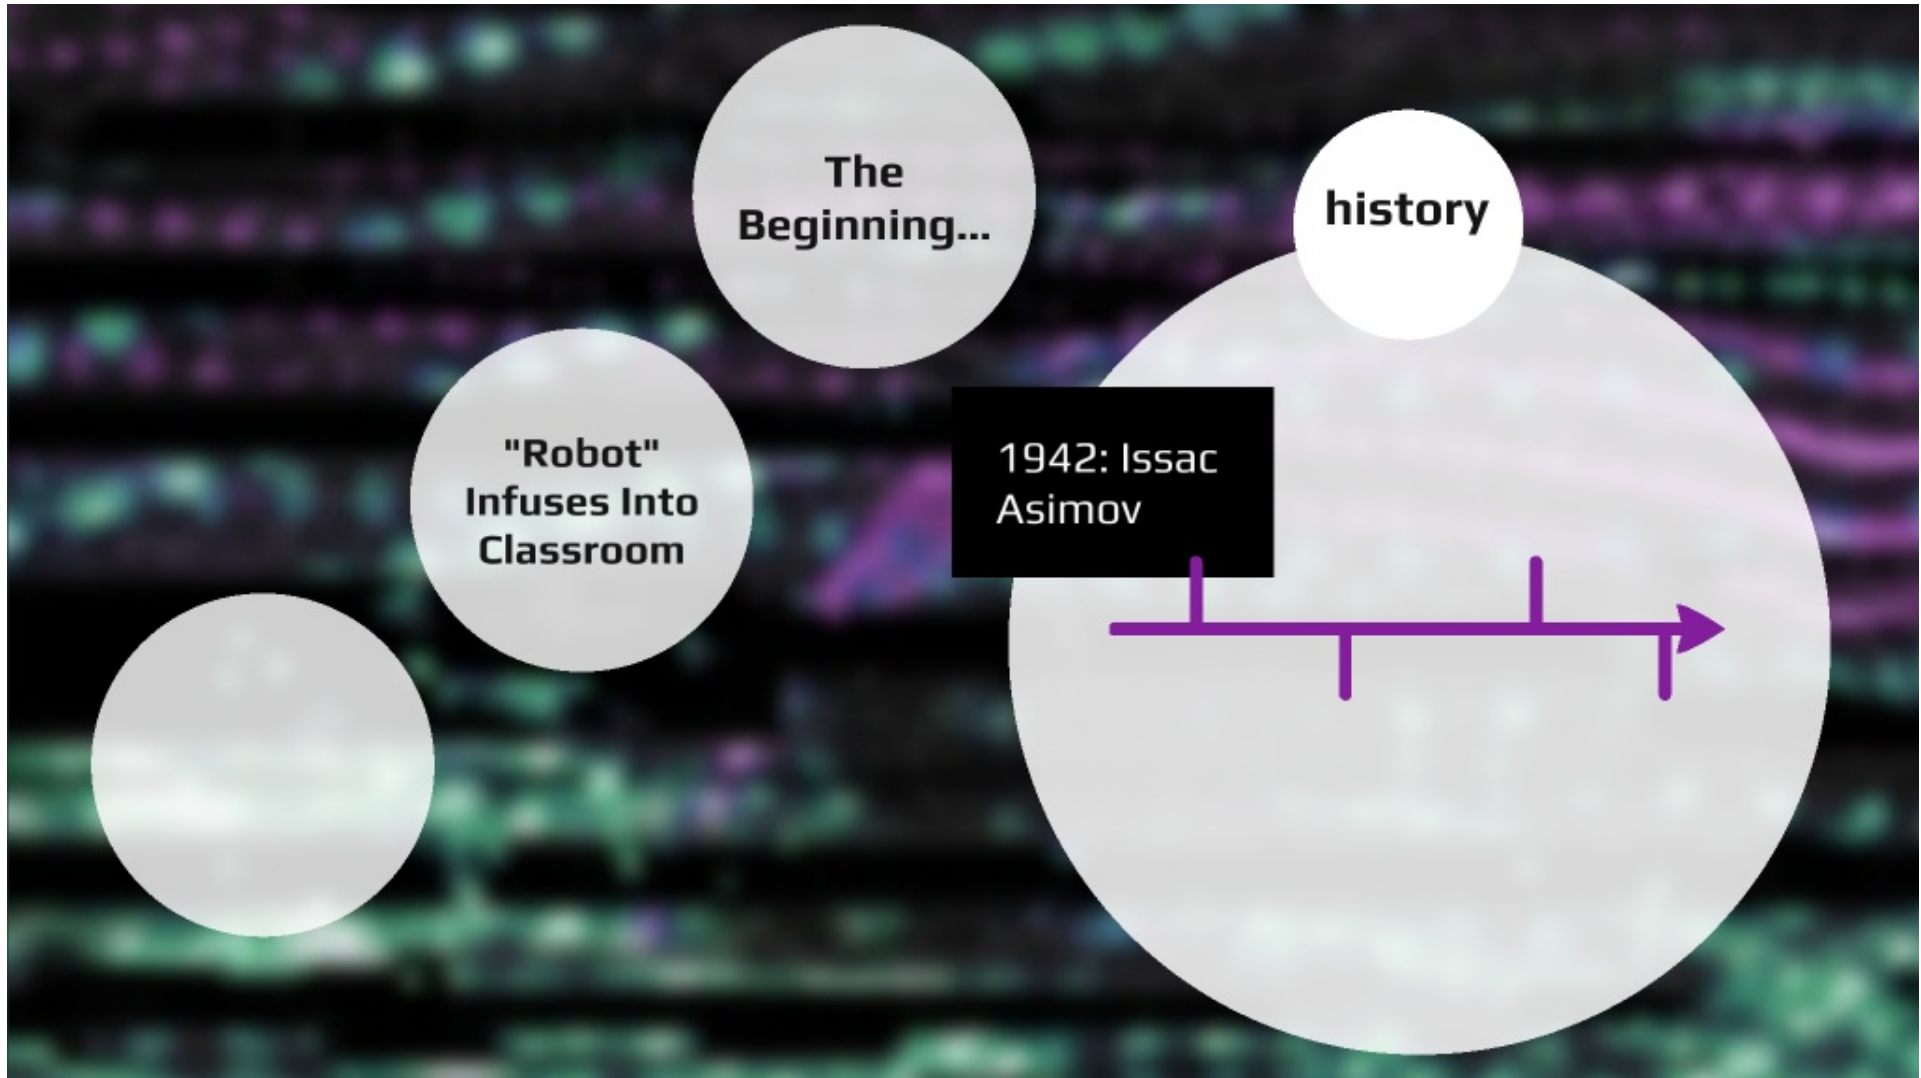 The
Beginning...
history
"Robot"
Infuses Into
Classroom
1942: Issac
Asimov